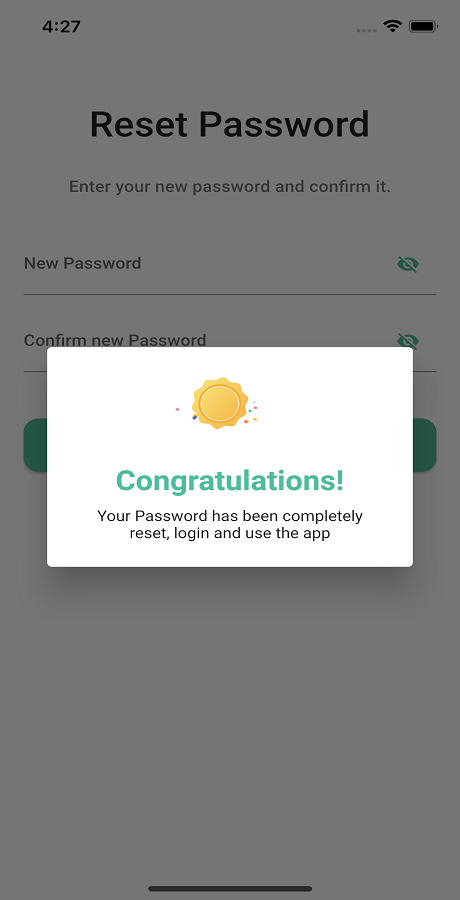 4:27
Reset Password
Enter your new password and confirm it.
New Password
Confirm new Password
Congratulations!
Your Password has been completely
reset, login and use the app